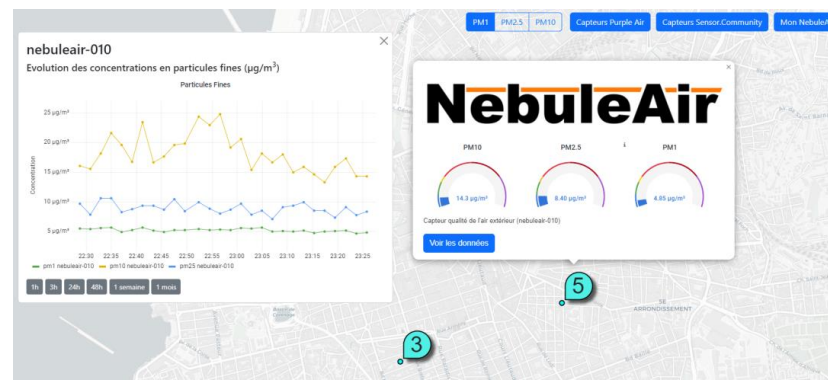 PM1 PM2.5 PM10 Capteurs Purple Air Capteurs Sensor.Community Mon NebuleA
nebuleair-010
Evolution des concentrations en particules fines (µg/m³)
Particules Fines
25 µg/m³
20 µg/m³
15 µg/m³
10 µg/m³
5 µg/m³
Concentration
22:30 22:35 22:40 22:45 22:50 22:55 23:00 23:05 23:10 23:15 23:20 23:25
pm1 nebuleair-010 pm10 nebuleair-010 pm25 nebuleair-010
1h 3h 24h 48h 1 semaine 1 mois
NebuleAir
PM10 PM2.5 PM1
14.3 µg/m³ 8.48 µg/m³ 4.85 µg/m³
Capteur qualité de l'air extérieur (nebuleair-010)
Voir les données
5
5E
ARRONDISSEMENT
3